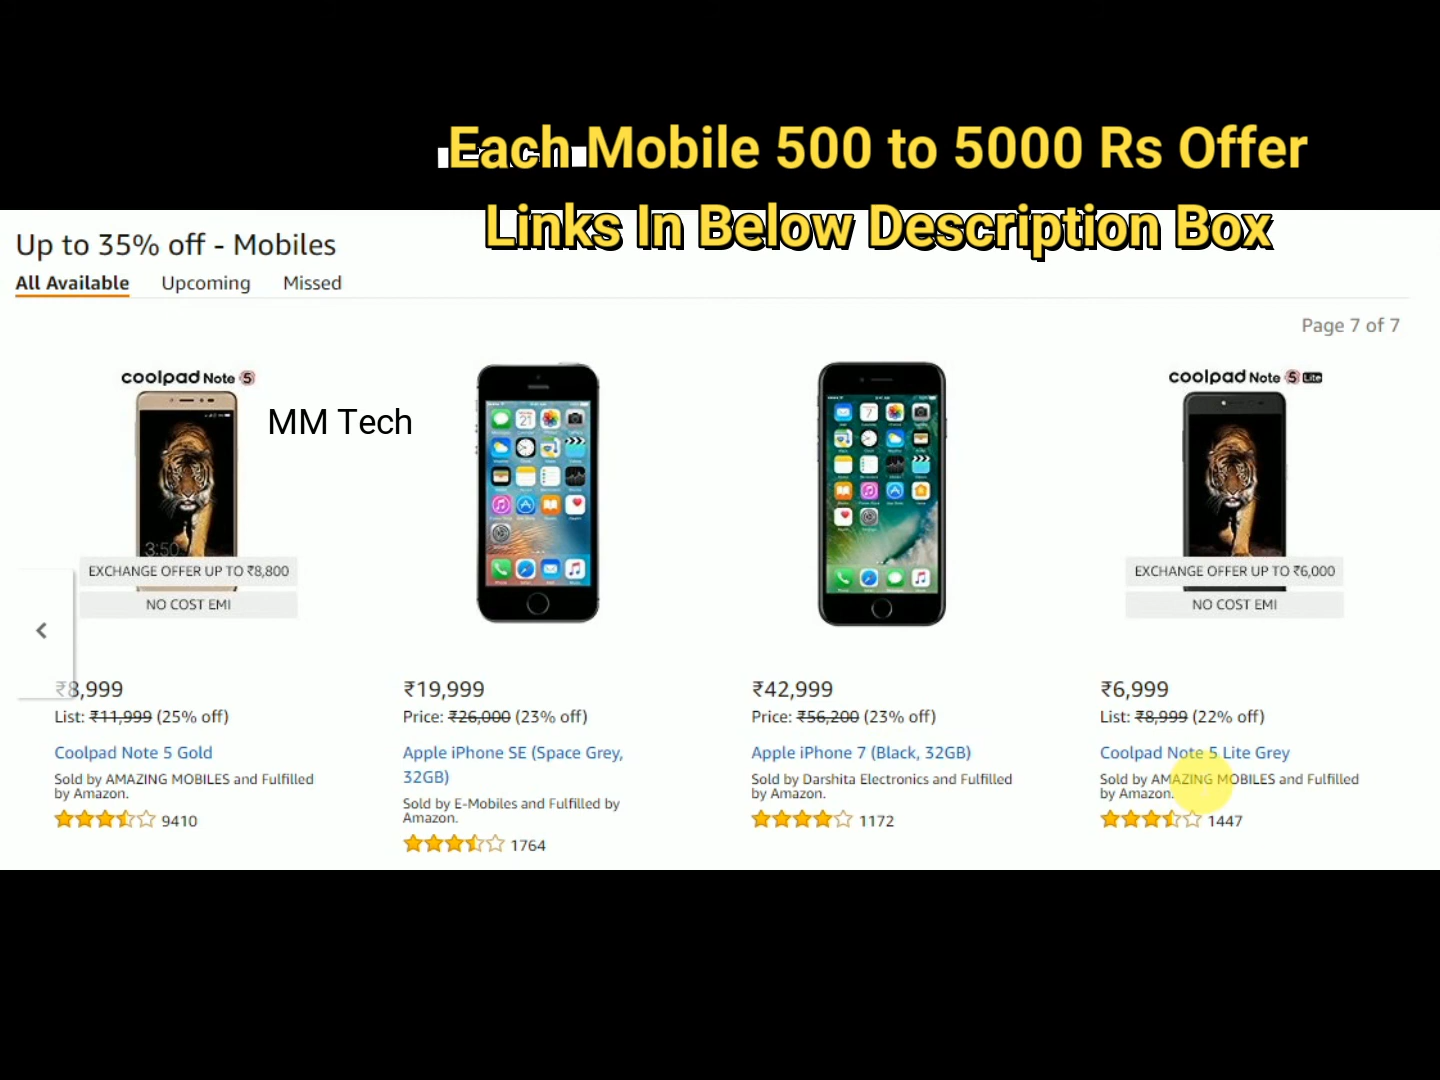 Each Mobile 500 to 5000 Rs Offer
Links In Below Description Box
Up to 35% off - Mobiles
All Available Upcoming Missed
Page 7 of 7
coolpad Note 5
MM Tech
3:50
EXCHANGE OFFER UP TO ₹8,800
NO COST EMI
₹8,999
List: ₹11,999 (25% off)
Coolpad Note 5 Gold
Sold by AMAZING MOBILES and Fulfilled
by Amazon.
9410
₹19,999
Price: ₹26,000 (23% off)
Apple iPhone SE (Space Grey,
32GB)
Sold by E-Mobiles and Fulfilled by
Amazon.
1764
₹42,999
Price: ₹56,200 (23% off)
Apple iPhone 7 (Black, 32GB)
Sold by Darshita Electronics and Fulfilled
by Amazon.
1172
coolpad Note 5 Lite
EXCHANGE OFFER UP TO ₹6,000
NO COST EMI
₹6,999
List: ₹8,999 (22% off)
Coolpad Note 5 Lite Grey
Sold by AMAZING MOBILES and Fulfilled
by Amazon.
1447